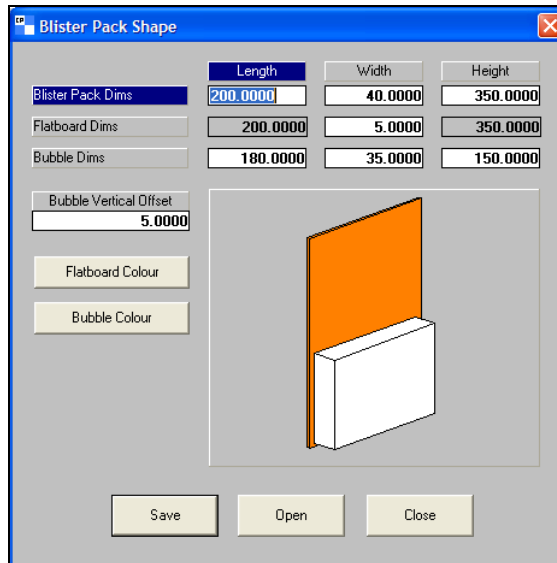 CP Blister Pack Shape
Length Width Height
Blister Pack Dims 200.0000 40.0000 350.0000
Flatboard Dims 200.0000 5.0000 350.0000
Bubble Dims 180.0000 35.0000 150.0000
Bubble Vertical Offset
5.0000
Flatboard Colour
Bubble Colour
Save Open Close